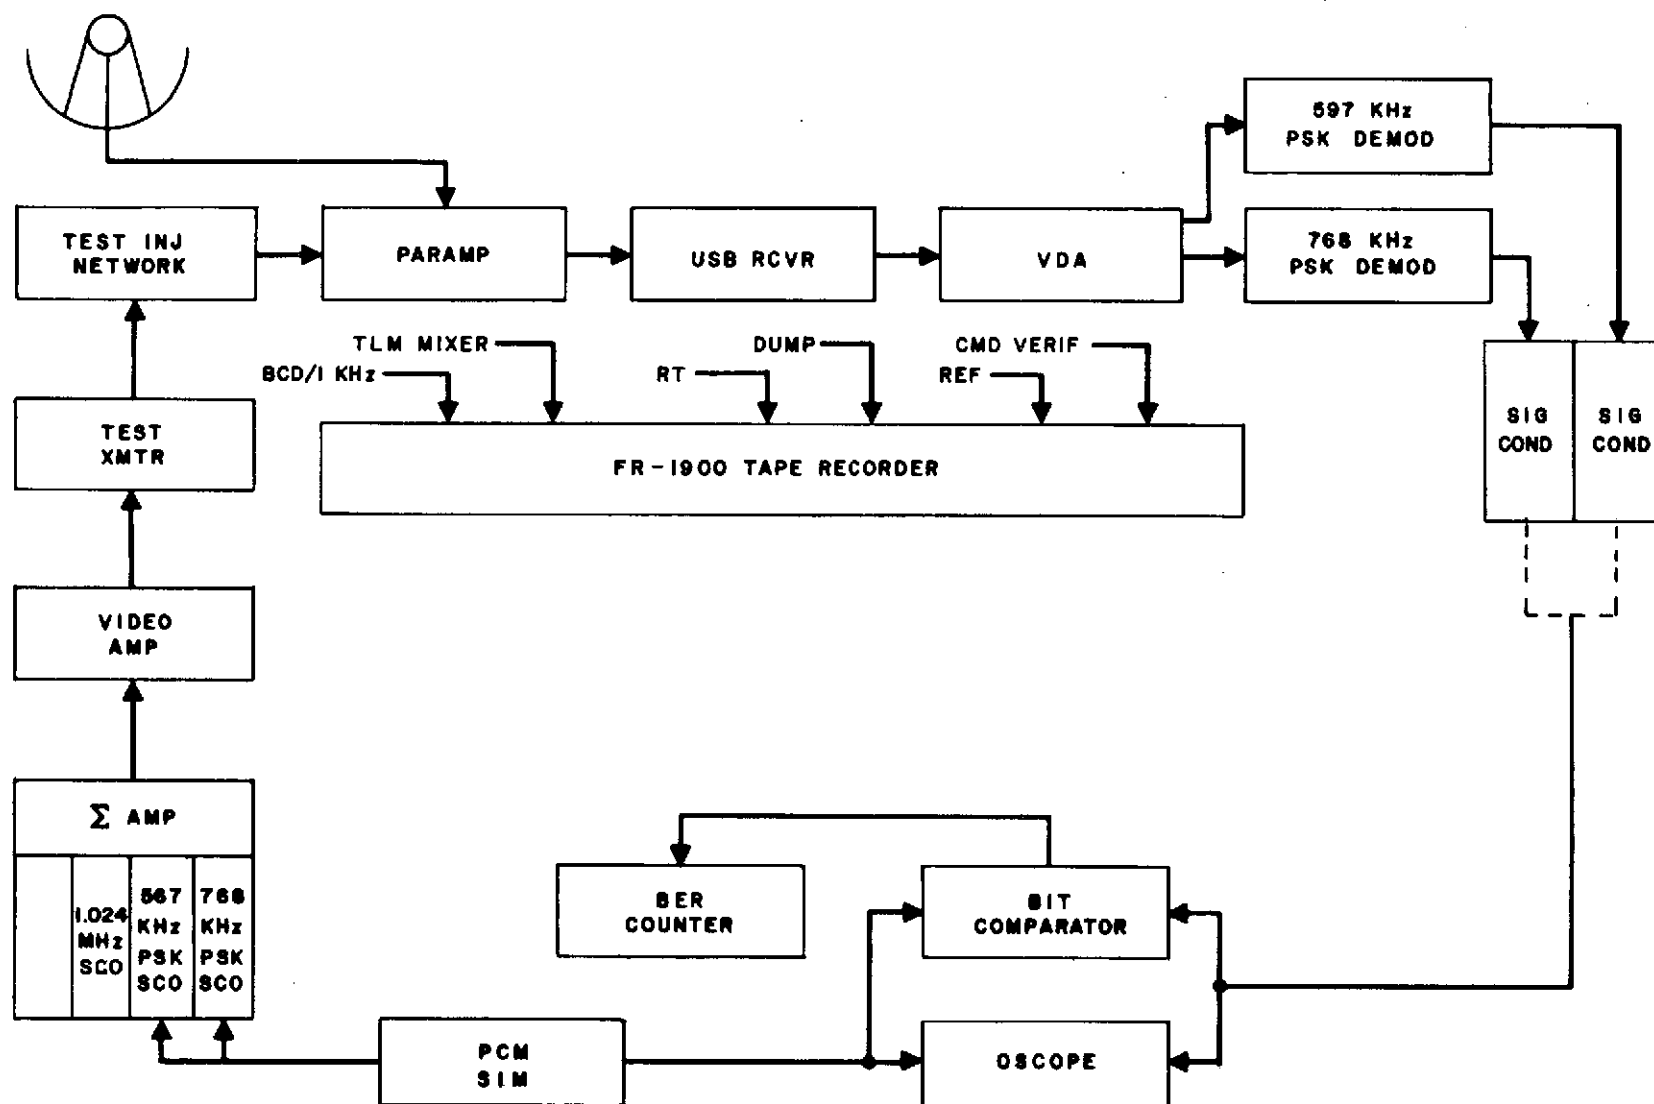 597 KHz
PSK DEMOD
TEST INJ
NETWORK
PARAMP
USB RCVR
VDA
768 KHz
PSK DEMOD
TLM MIXER
DUMP
CMD VERIF
BCD/1 KHz
RT
REF
SIG
COND
SIG
COND
TEST
XMTR
FR-1900 TAPE RECORDER
VIDEO
AMP
Σ AMP
1.024
MHz
SCO
567
KHz
PSK
SCO
768
KHz
PSK
SCO
BER
COUNTER
BIT
COMPARATOR
PCM
SIM
OSCOPE